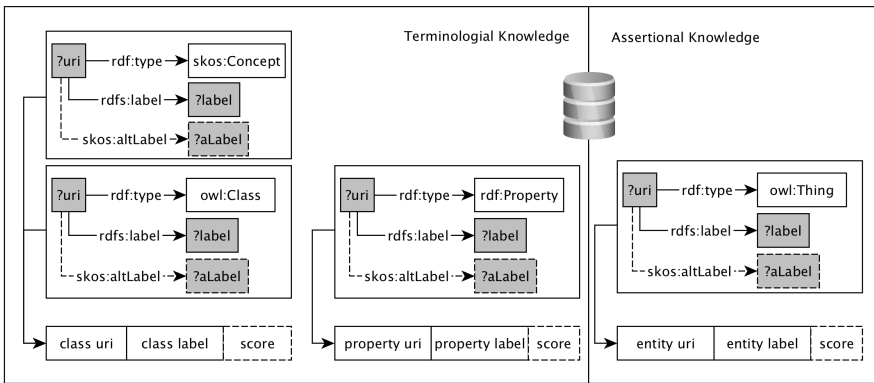 Terminologial Knowledge
Assertional Knowledge
?uri rdf:type skos:Concept
rdfs:label ?label
skos:altLabel ?aLabel
?uri rdf:type owl:Class
rdfs:label ?label
skos:altLabel ?aLabel
class uri class label score
?uri rdf:type rdf:Property
rdfs:label ?label
skos:altLabel ?aLabel
property uri property label score
?uri rdf:type owl:Thing
rdfs:label ?label
skos:altLabel ?aLabel
entity uri entity label score